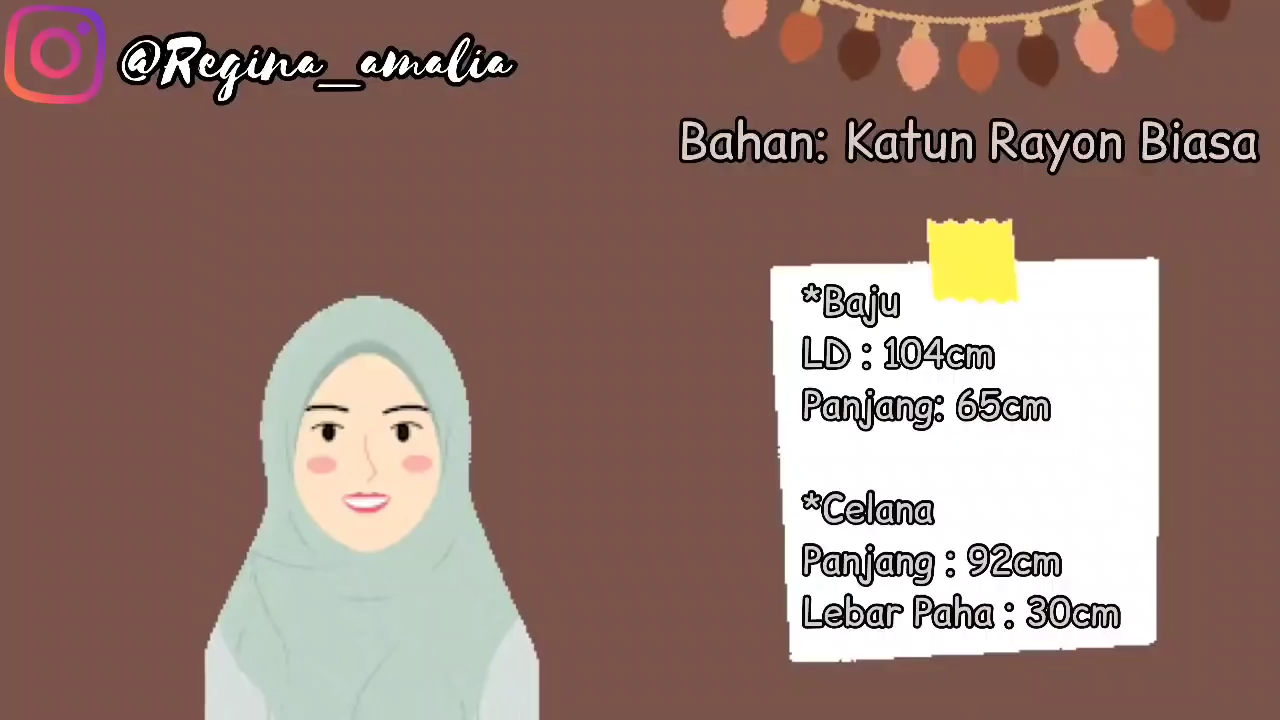 @Regina_amalia
Bahan: Katun Rayon Biasa
*Baju
LD : 104cm
Panjang: 65cm
*Celana
Panjang : 92cm
Lebar Paha : 30cm